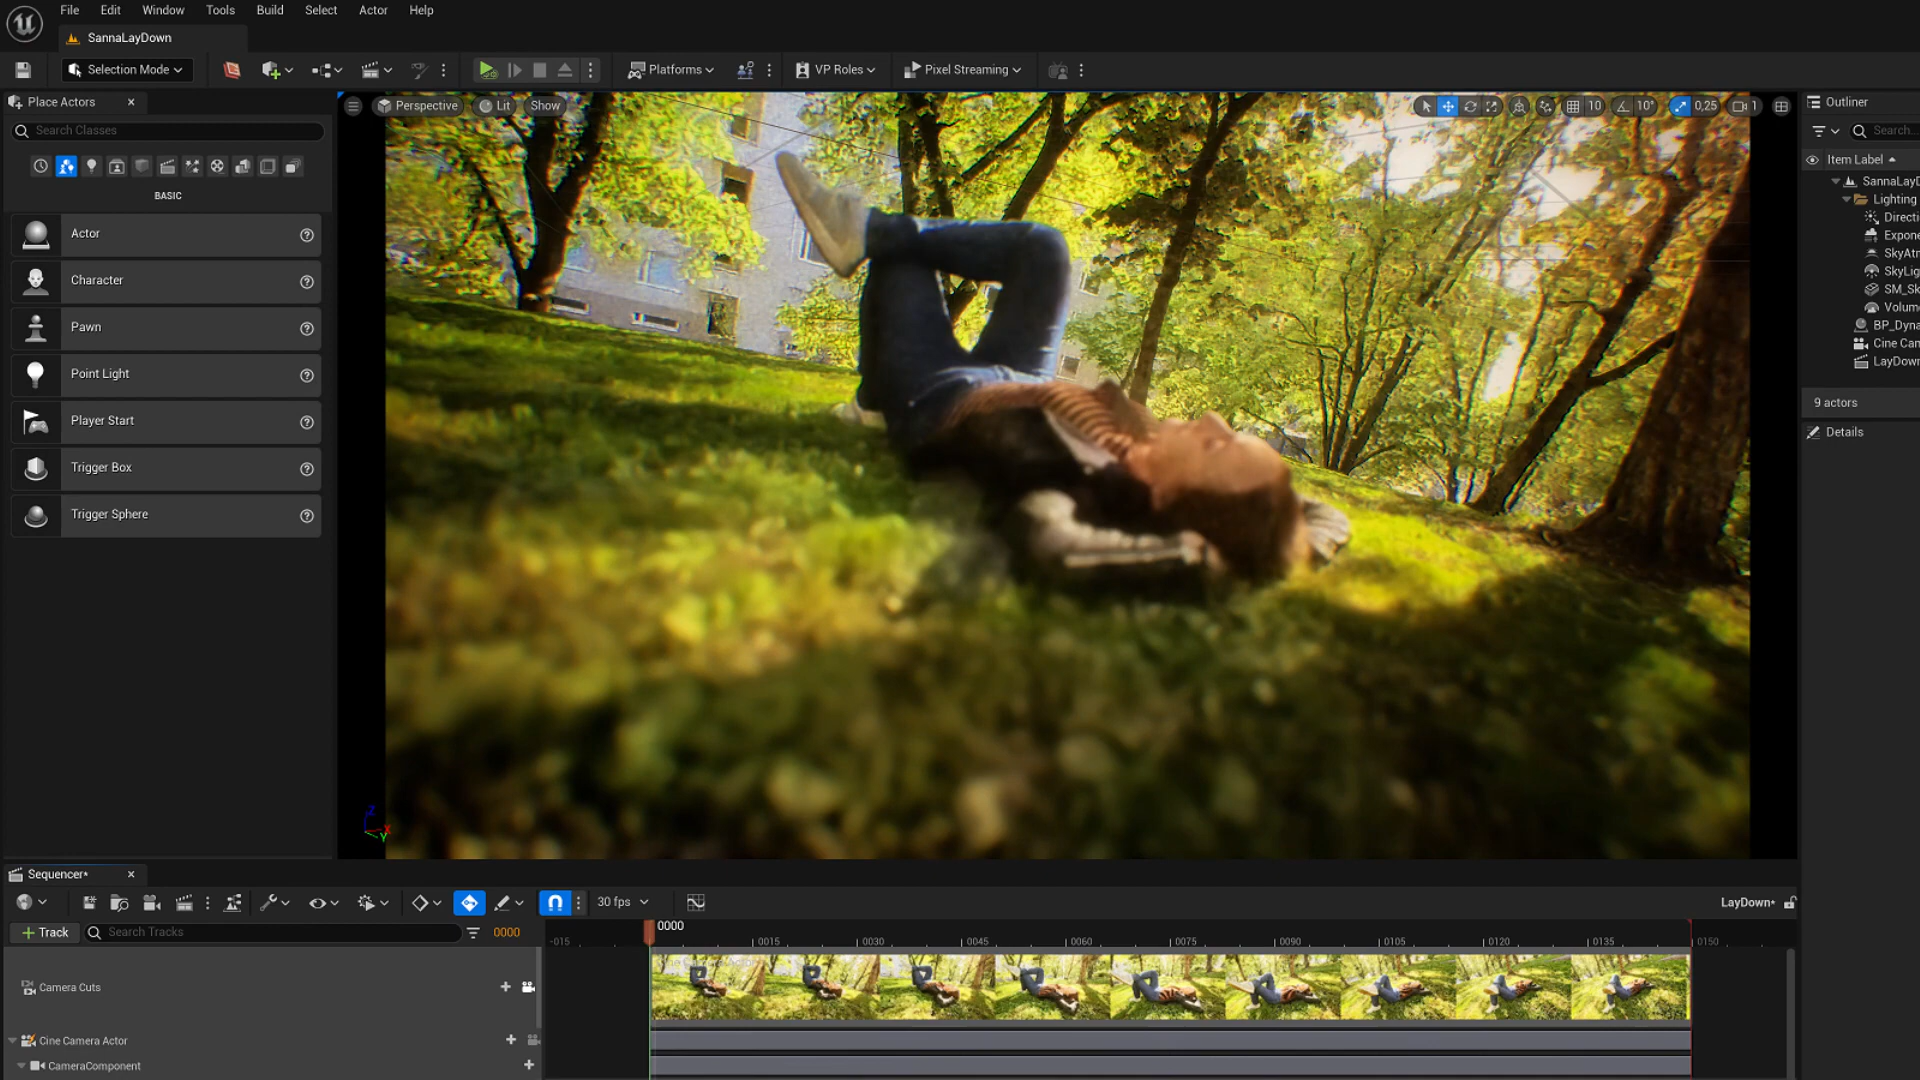 File Edit Window Tools Build Select Actor Help
SannaLayDown
Selection Mode Platforms VP Roles Pixel Streaming
Place Actors
Search Classes
BASIC
Actor
Character
Pawn
Point Light
Player Start
Trigger Box
Trigger Sphere
Perspective Lit Show 10 10° 0,25 1
Outliner
Search...
Item Label
SannaLayD
Lighting
Directi
Expone
SkyAtm
SkyLig
SM_Sk
Volum
BP_Dyna
Cine Cam
LayDown
9 actors
Details
Sequencer*
30 fps LayDown*
Track Search Tracks 0000
0000
-015 0015 0030 0045 0060 0075 0090 0105 0120 0135 0150
Camera Cuts
Cine Camera Actor
CameraComponent